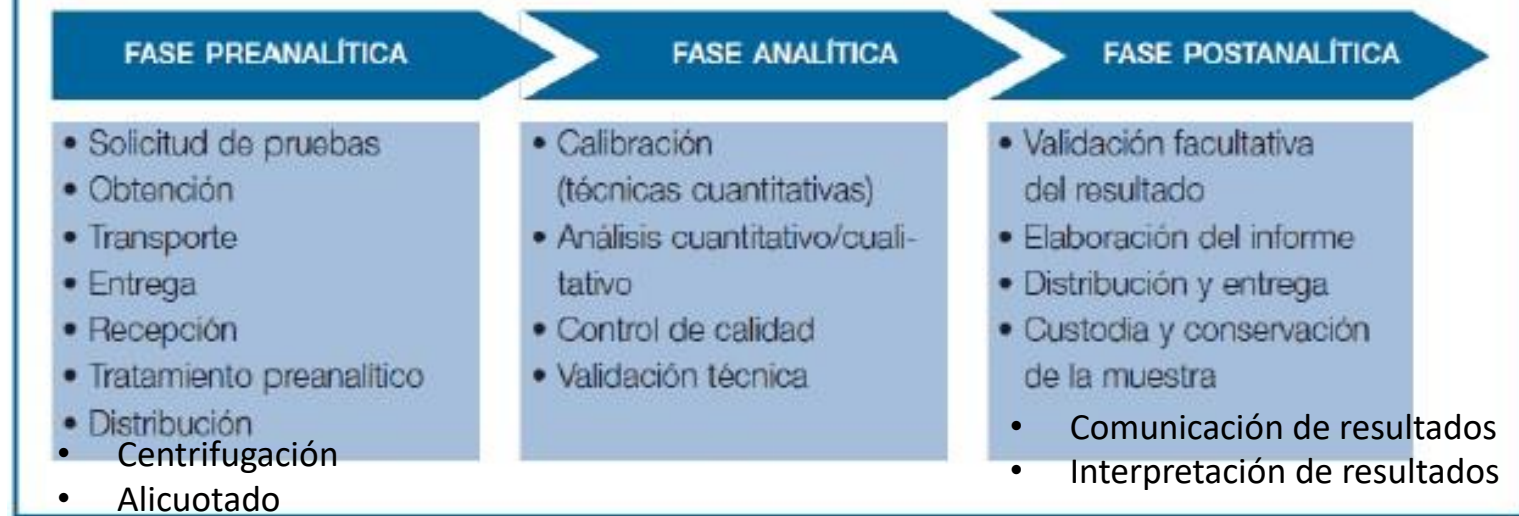 FASE PREANALÍTICA
• Solicitud de pruebas
• Obtención
• Transporte
• Entrega
• Recepción
• Tratamiento preanalítico
• Distribución
• Centrifugación
• Alicuotado
FASE ANALÍTICA
• Calibración
(técnicas cuantitativas)
• Análisis cuantitativo/cuali-
tativo
• Control de calidad
• Validación técnica
FASE POSTANALÍTICA
• Validación facultativa
del resultado
• Elaboración del informe
• Distribución y entrega
• Custodia y conservación
de la muestra
• Comunicación de resultados
• Interpretación de resultados